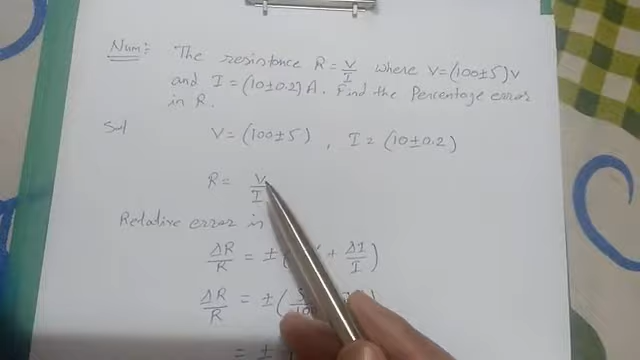 Num:- The resistance R = V/I where V = (100±5)V
and I = (10±0.2)A. Find the Percentage error
in R.
Sol V = (100±5) , I = (10±0.2)
R = V/I
Relative error in
ΔR/R = ± ( + ΔI/I)
ΔR/R = ± (5/100
= ±